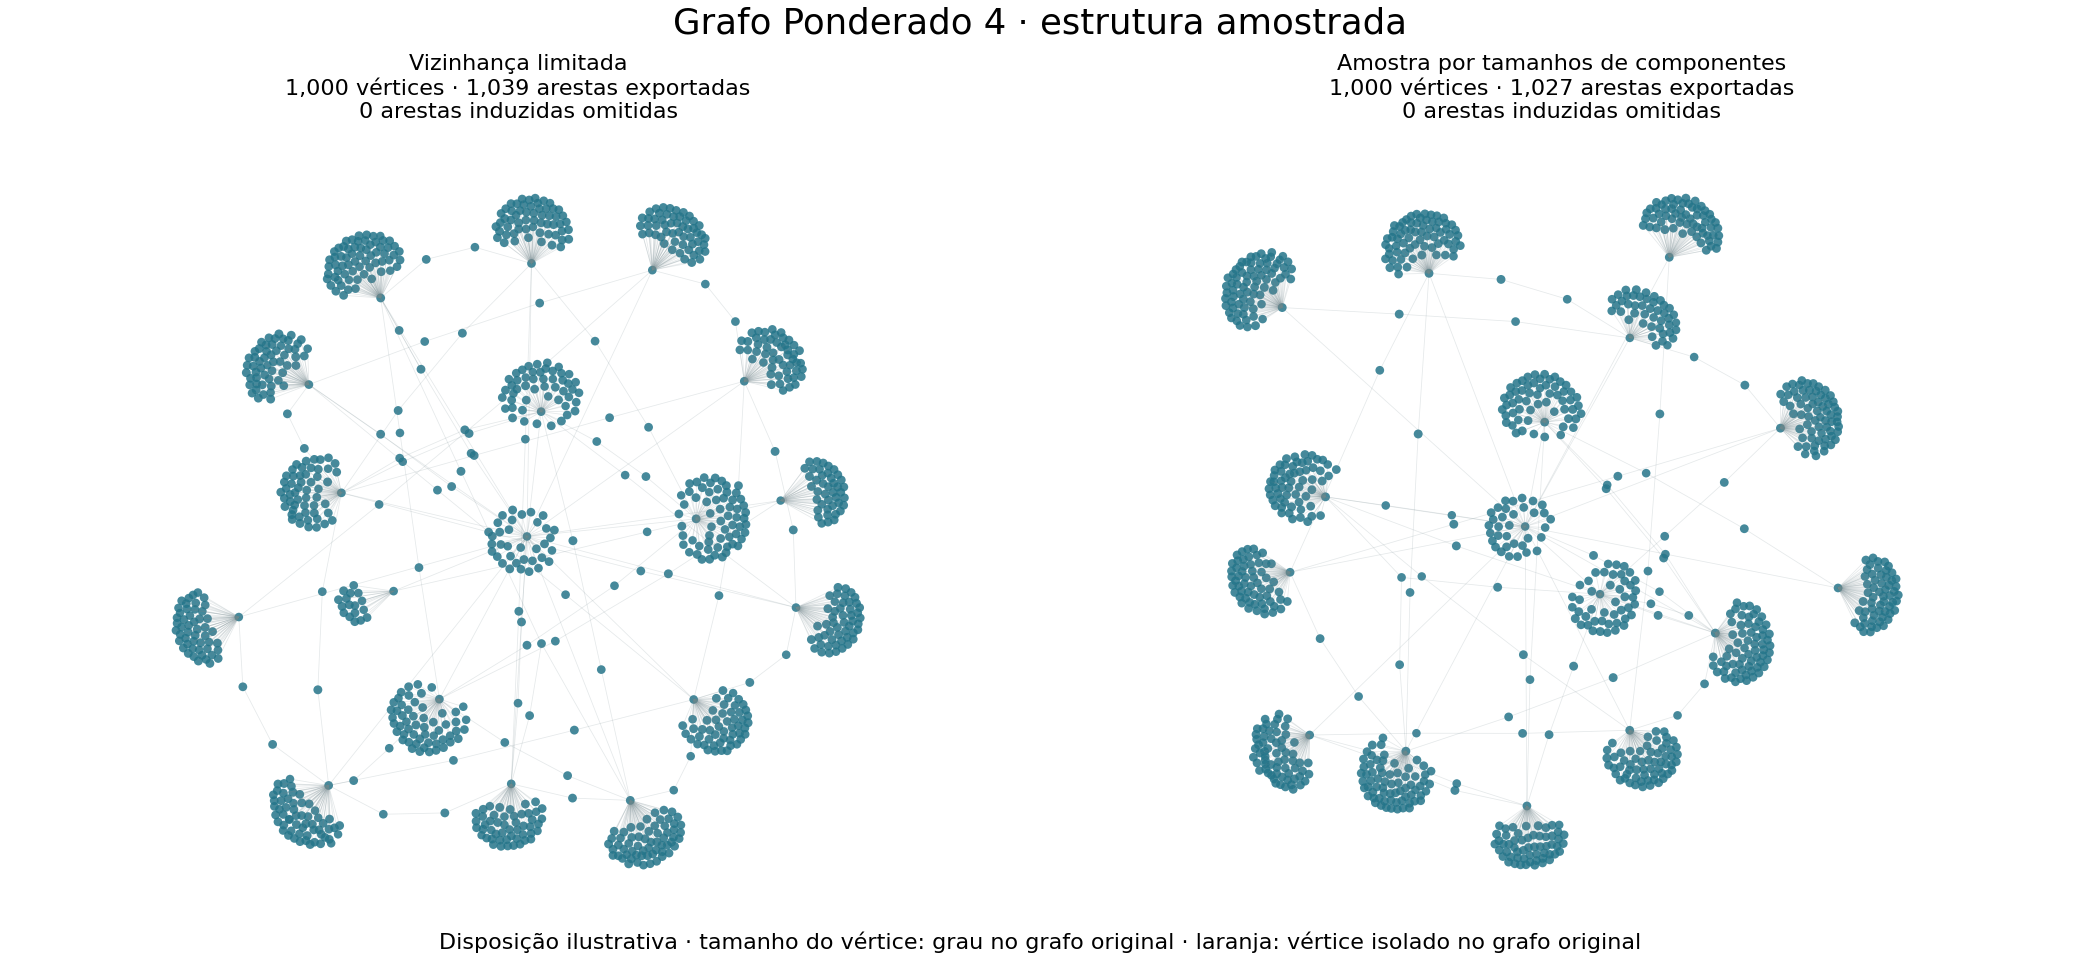 Grafo Ponderado 4 · estrutura amostrada
Vizinhança limitada
1,000 vértices · 1,039 arestas exportadas
0 arestas induzidas omitidas
Amostra por tamanhos de componentes
1,000 vértices · 1,027 arestas exportadas
0 arestas induzidas omitidas
Disposição ilustrativa · tamanho do vértice: grau no grafo original · laranja: vértice isolado no grafo original